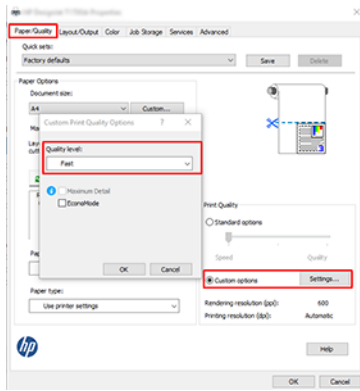 Paper/Quality Layout/Output Color Job Storage Services Advanced
Quick sets:
Factory defaults
Save
Delete
Paper Options
Document size:
A4
Custom...
Custom Print Quality Options ? ×
Quality level:
Fast
Maximum Detail
EconoMode
OK Cancel
Print Quality
Standard options
Speed Quality
Custom options Settings...
Paper type:
Use printer settings
Rendering resolution (ppi): 600
Printing resolution (dpi): Automatic
hp
Help
OK Cancel